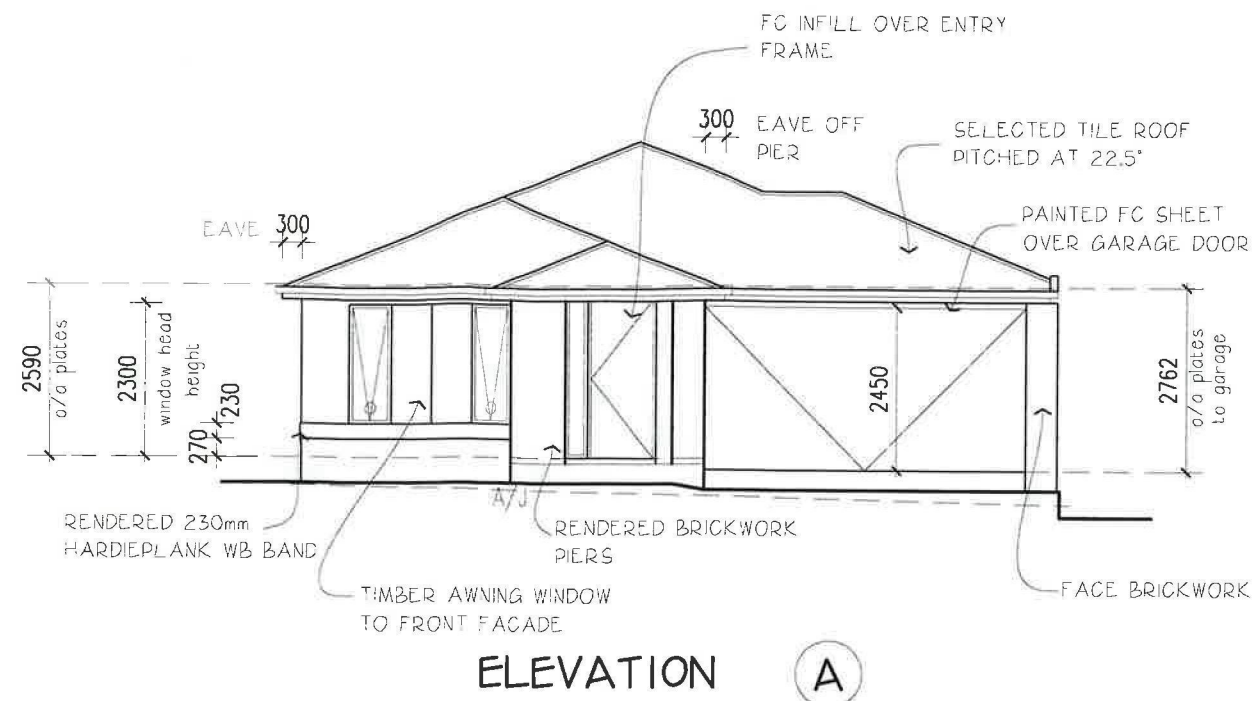 FC INFILL OVER ENTRY
FRAME
300 EAVE OFF
PIER
SELECTED TILE ROOF
PITCHED AT 22.5°
EAVE 300
PAINTED FC SHEET
OVER GARAGE DOOR
2590
o/a plates
2300
window head
height
230
270
2450
2762
o/a plates
to garage
A/J
RENDERED 230mm
HARDIEPLANK WB BAND
RENDERED BRICKWORK
PIERS
TIMBER AWNING WINDOW
TO FRONT FACADE
FACE BRICKWORK
ELEVATION A